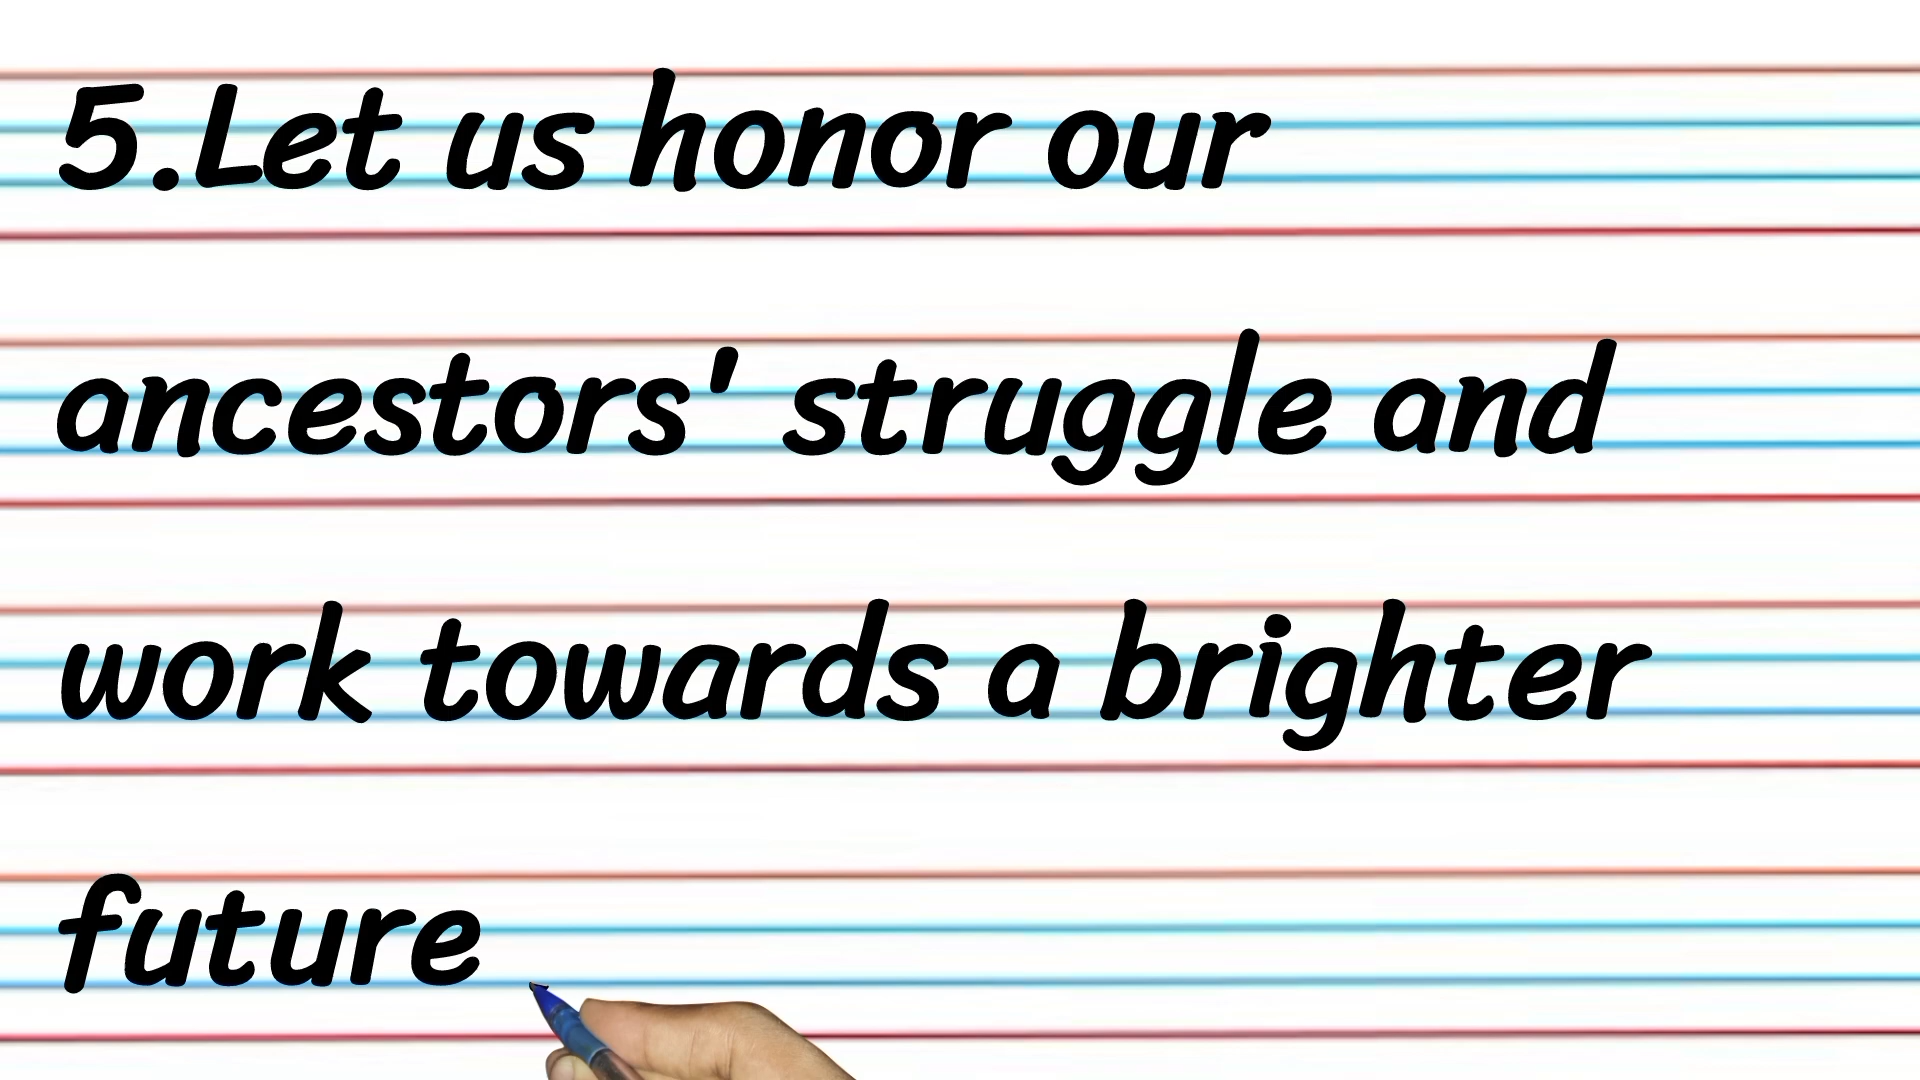 5.Let us honor our
ancestors' struggle and
work towards a brighter
future